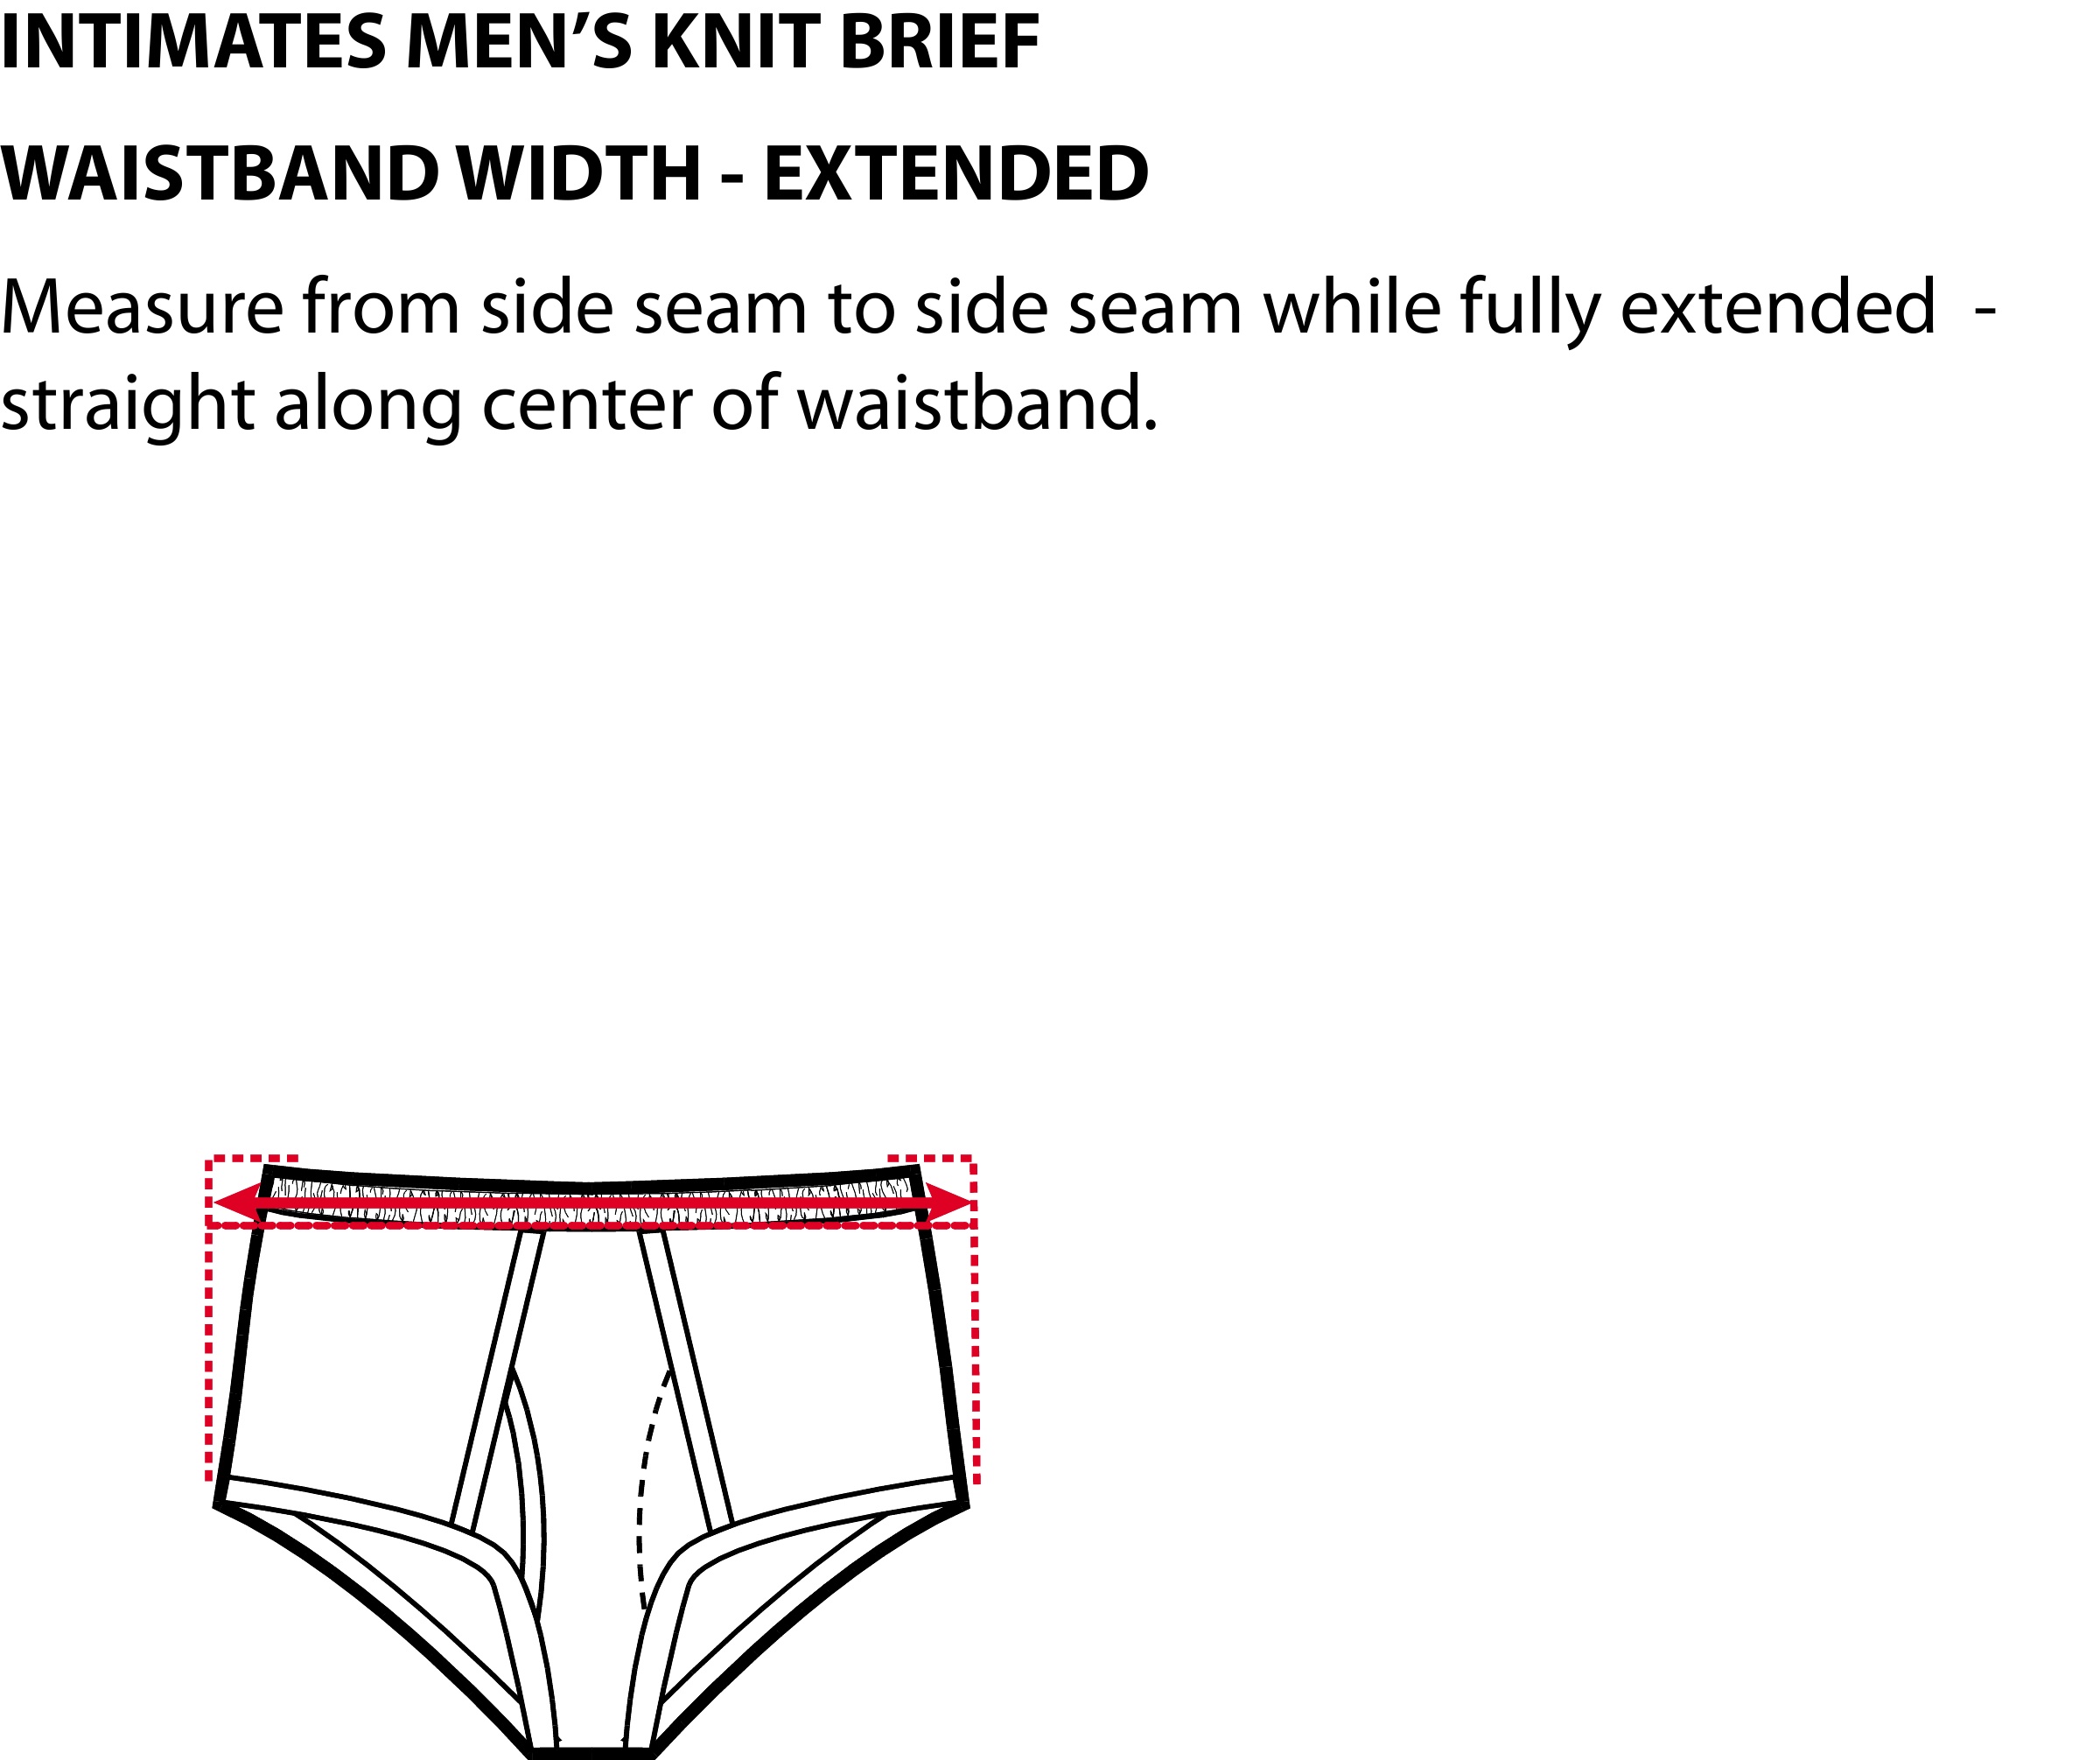 INTIMATES MEN’S KNIT BRIEF
WAISTBAND WIDTH - EXTENDED
Measure from side seam to side seam while fully extended  -
straight along center of waistband.